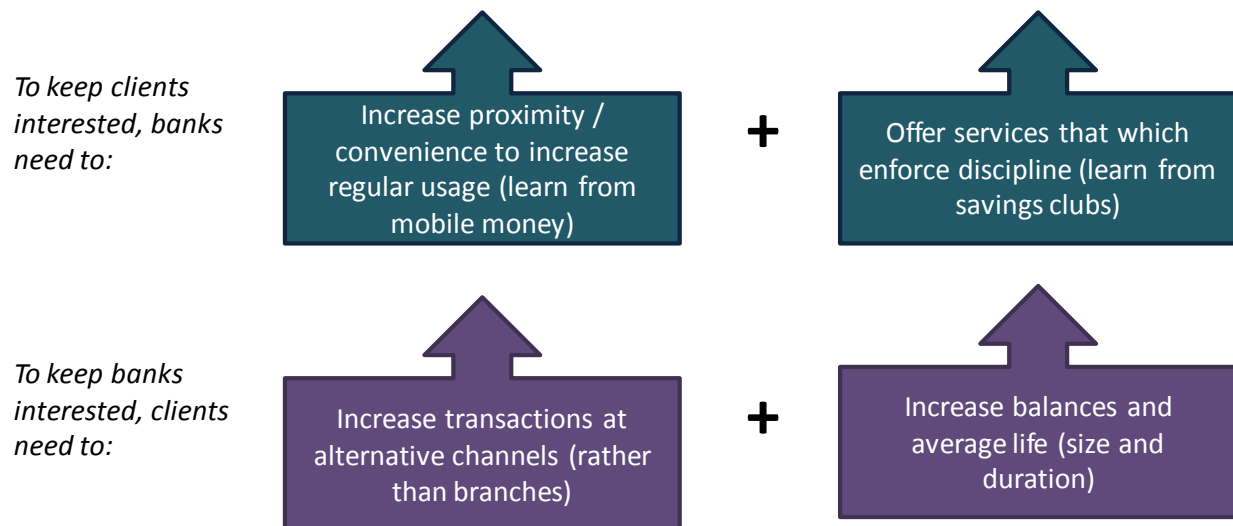 To keep clients
interested, banks
need to:
Increase proximity /
convenience to increase
regular usage (learn from
mobile money)
+
Offer services that which
enforce discipline (learn from
savings clubs)
To keep banks
interested, clients
need to:
Increase transactions at
alternative channels (rather
than branches)
+
Increase balances and
average life (size and
duration)